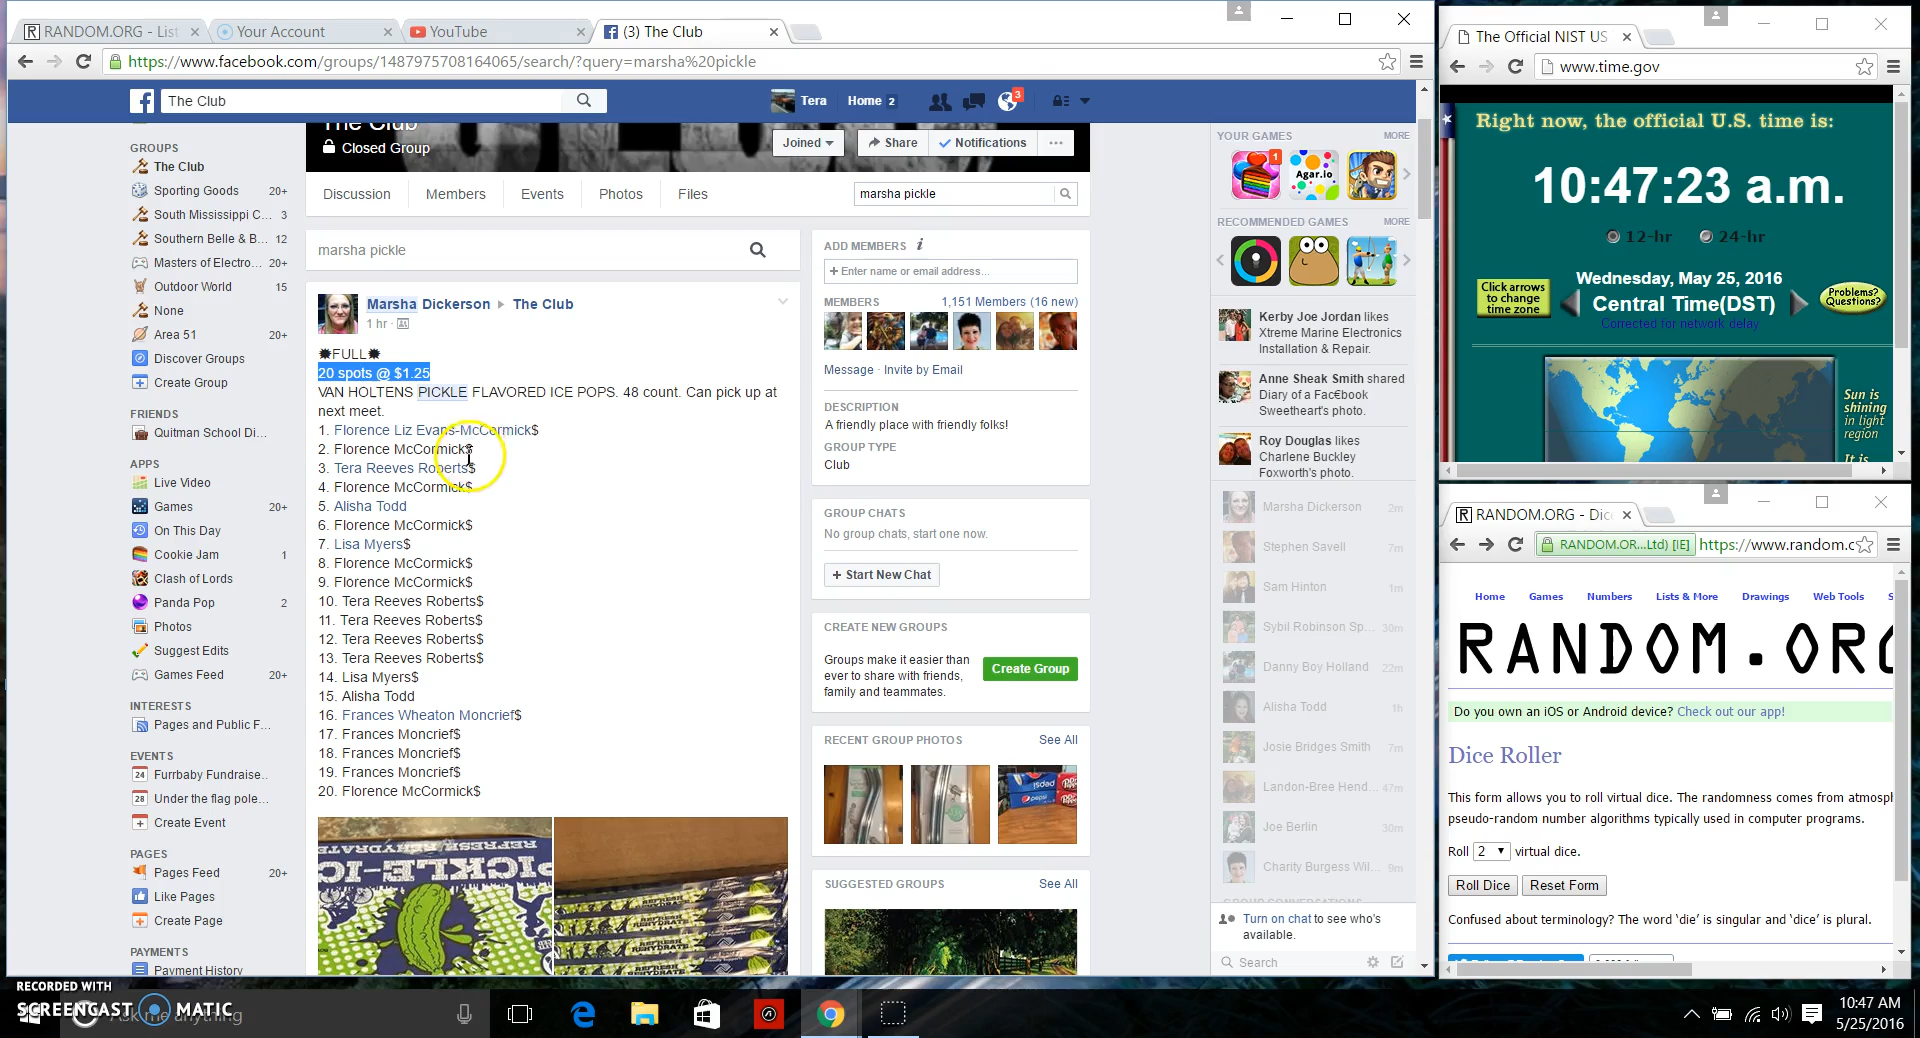 RANDOM.ORG - List
Your Account
YouTube
(3) The Club
https://www.facebook.com/groups/1487975708164065/search/?query=marsha%20pickle
The Club
Tera
Home 2
3
GROUPS
The Club
Sporting Goods 20+
South Mississippi C... 3
Southern Belle & B... 12
Masters of Electro... 20+
Outdoor World 15
None
Area 51 20+
Discover Groups
Create Group
FRIENDS
Quitman School Di...
APPS
Live Video
Games 20+
On This Day
Cookie Jam 1
Clash of Lords
Panda Pop 2
Photos
Suggest Edits
Games Feed 20+
INTERESTS
Pages and Public F...
EVENTS
24 Furrbaby Fundraise..
28 Under the flag pole...
Create Event
PAGES
Pages Feed 20+
Like Pages
Create Page
PAYMENTS
Payment History
The Club
Closed Group
Joined
Share
Notifications
Discussion
Members
Events
Photos
Files
marsha pickle
marsha pickle
Marsha Dickerson ▸ The Club
1 hr ·
✹FULL✹
20 spots @ $1.25
VAN HOLTENS PICKLE FLAVORED ICE POPS. 48 count. Can pick up at
next meet.
1. Florence Liz Evans-McCormick$
2. Florence McCormick$
3. Tera Reeves Roberts$
4. Florence McCormick$
5. Alisha Todd
6. Florence McCormick$
7. Lisa Myers$
8. Florence McCormick$
9. Florence McCormick$
10. Tera Reeves Roberts$
11. Tera Reeves Roberts$
12. Tera Reeves Roberts$
13. Tera Reeves Roberts$
14. Lisa Myers$
15. Alisha Todd
16. Frances Wheaton Moncrief$
17. Frances Moncrief$
18. Frances Moncrief$
19. Frances Moncrief$
20. Florence McCormick$
REFRESH REHYDRATE
PICKLE-IC
ADD MEMBERS i
+ Enter name or email address...
MEMBERS
1,151 Members (16 new)
Message · Invite by Email
DESCRIPTION
A friendly place with friendly folks!
GROUP TYPE
Club
GROUP CHATS
No group chats, start one now.
+ Start New Chat
CREATE NEW GROUPS
Groups make it easier than
ever to share with friends,
family and teammates.
Create Group
RECENT GROUP PHOTOS
See All
pepsi
SUGGESTED GROUPS
See All
YOUR GAMES
MORE
1
Agar.io
RECOMMENDED GAMES
MORE
Kerby Joe Jordan likes
Xtreme Marine Electronics
Installation & Repair.
Anne Sheak Smith shared
Diary of a Fac€book
Sweetheart's photo.
Roy Douglas likes
Charlene Buckley
Foxworth's photo.
Marsha Dickerson 2m
Stephen Savell 7m
Sam Hinton 1m
Sybil Robinson Sp... 30m
Danny Boy Holland 22m
Alisha Todd 1h
Josie Bridges Smith 7m
Landon-Bree Hend... 47m
Joe Berlin 30m
Charity Burgess Wil... 9m
GROUP CONVERSATIONS
Turn on chat to see who's
available.
Search
The Official NIST US
www.time.gov
Right now, the official U.S. time is:
10:47:23 a.m.
12-hr
24-hr
Wednesday, May 25, 2016
Click arrows
to change
time zone
Central Time(DST)
Problems?
Questions?
Corrected for network delay
Sun is
shining
in light
region
It is
RANDOM.ORG - Dic
RANDOM.OR...Ltd) [IE]
https://www.random.c
Home
Games
Numbers
Lists & More
Drawings
Web Tools
S
RANDOM.ORG
Do you own an iOS or Android device? Check out our app!
Dice Roller
This form allows you to roll virtual dice. The randomness comes from atmosph
pseudo-random number algorithms typically used in computer programs.
Roll 2 virtual dice.
Roll Dice
Reset Form
Confused about terminology? The word 'die' is singular and 'dice' is plural.
RECORDED WITH
SCREENCAST MATIC
Ask me anything
10:47 AM
5/25/2016